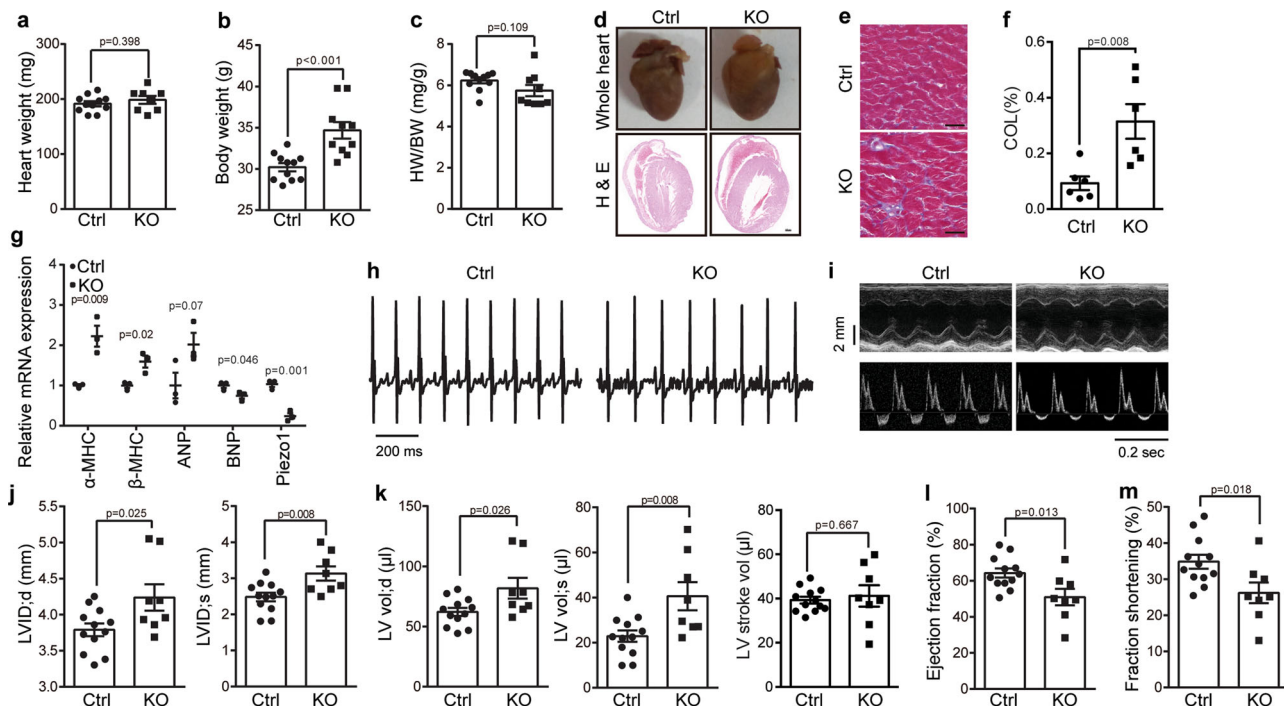 a
Heart weight (mg)
300
200
100
0
p=0.398
Ctrl
KO
b
Body weight (g)
40
35
30
25
p<0.001
Ctrl
KO
c
HW/BW (mg/g)
8
6
4
2
0
p=0.109
Ctrl
KO
d
Ctrl
KO
Whole heart
H & E
e
Ctrl
KO
f
COL(%)
0.6
0.4
0.2
0.0
p=0.008
Ctrl
KO
g
Relative mRNA expression
4
3
2
1
0
Ctrl
KO
p=0.009
p=0.02
p=0.07
p=0.046
p=0.001
α-MHC
β-MHC
ANP
BNP
Piezo1
h
Ctrl
KO
200 ms
i
Ctrl
KO
2 mm
0.2 sec
j
LVID;d (mm)
5.5
5.0
4.5
4.0
3.5
3.0
p=0.025
Ctrl
KO
LVID;s (mm)
5
4
3
2
1
0
p=0.008
Ctrl
KO
k
LV vol;d (µl)
150
100
50
0
p=0.026
Ctrl
KO
LV vol;s (µl)
80
60
40
20
0
p=0.008
Ctrl
KO
LV stroke vol (µl)
80
60
40
20
0
p=0.667
Ctrl
KO
l
Ejection fraction (%)
100
80
60
40
20
0
p=0.013
Ctrl
KO
m
Fraction shortening (%)
50
40
30
20
10
0
p=0.018
Ctrl
KO